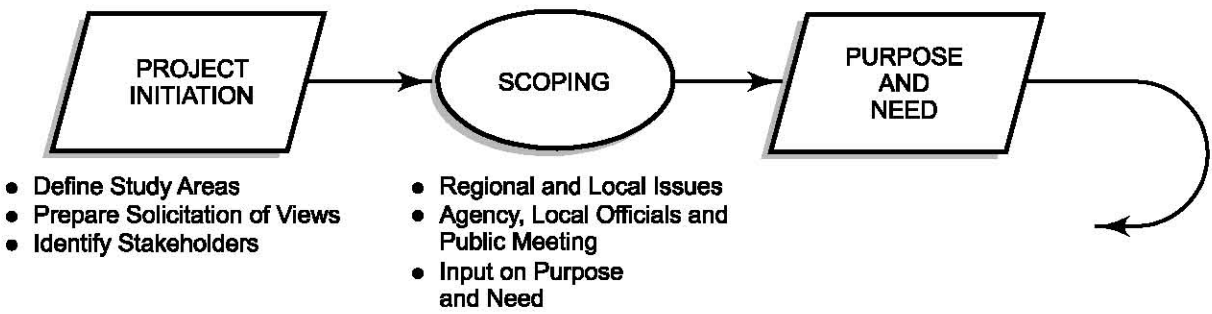 PROJECT
INITIATION
SCOPING
PURPOSE
AND
NEED
• Define Study Areas
• Prepare Solicitation of Views
• Identify Stakeholders
• Regional and Local Issues
• Agency, Local Officials and
Public Meeting
• Input on Purpose
and Need